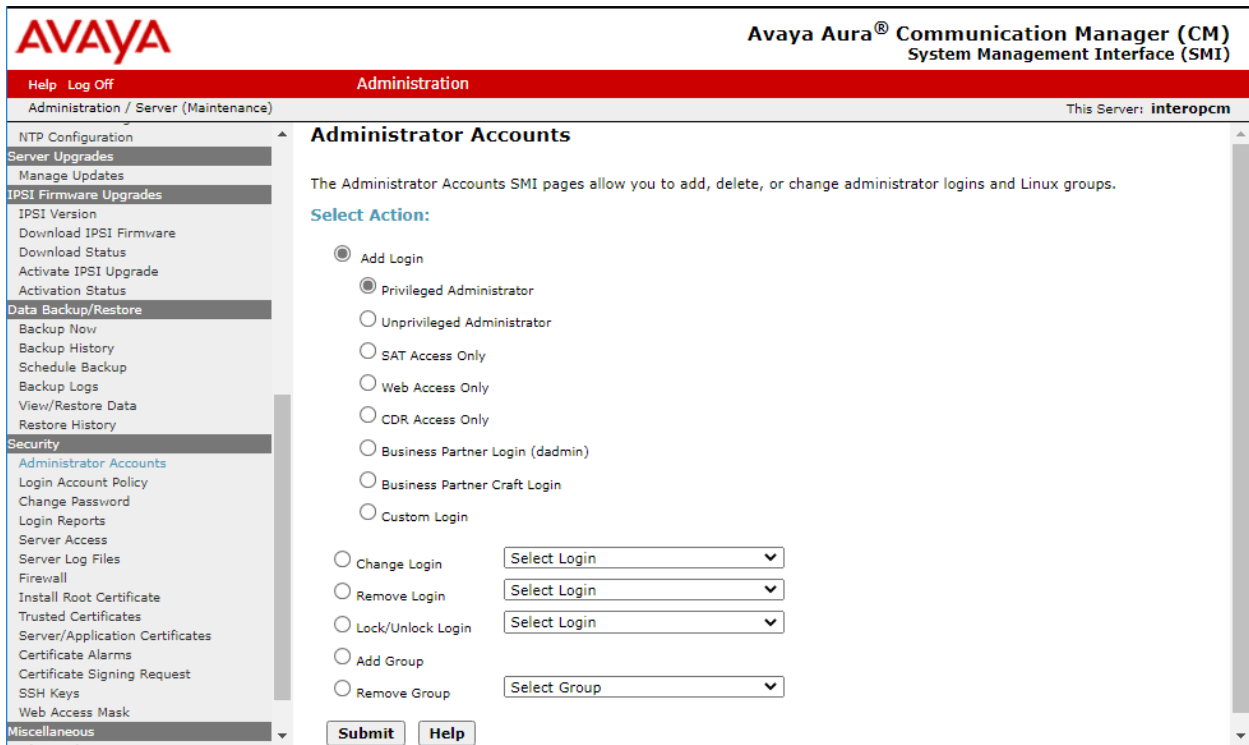 AVAYA
Avaya Aura® Communication Manager (CM)
System Management Interface (SMI)
Help Log Off
Administration
Administration / Server (Maintenance)
This Server: interopcm
NTP Configuration
Server Upgrades
Manage Updates
IPSI Firmware Upgrades
IPSI Version
Download IPSI Firmware
Download Status
Activate IPSI Upgrade
Activation Status
Data Backup/Restore
Backup Now
Backup History
Schedule Backup
Backup Logs
View/Restore Data
Restore History
Security
Administrator Accounts
Login Account Policy
Change Password
Login Reports
Server Access
Server Log Files
Firewall
Install Root Certificate
Trusted Certificates
Server/Application Certificates
Certificate Alarms
Certificate Signing Request
SSH Keys
Web Access Mask
Miscellaneous
Administrator Accounts
The Administrator Accounts SMI pages allow you to add, delete, or change administrator logins and Linux groups.
Select Action:
Add Login
Privileged Administrator
Unprivileged Administrator
SAT Access Only
Web Access Only
CDR Access Only
Business Partner Login (dadmin)
Business Partner Craft Login
Custom Login
Change Login Select Login
Remove Login Select Login
Lock/Unlock Login Select Login
Add Group
Remove Group Select Group
Submit Help